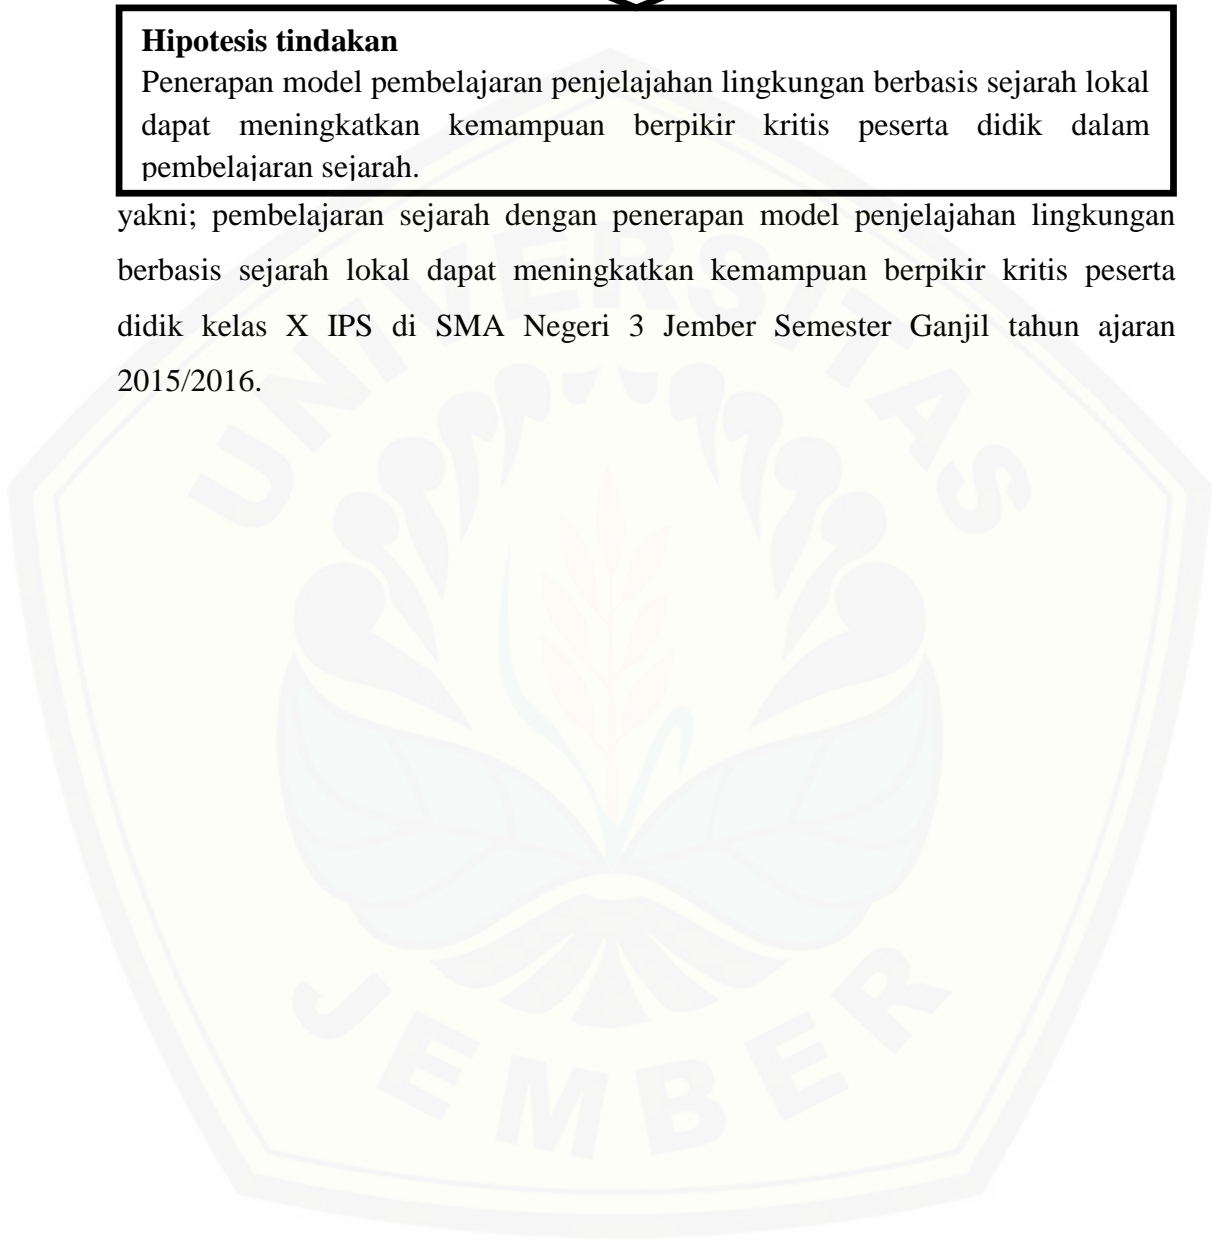 Hipotesis tindakan
Penerapan model pembelajaran penjelajahan lingkungan berbasis sejarah lokal
dapat meningkatkan kemampuan berpikir kritis peserta didik dalam
pembelajaran sejarah.
yakni; pembelajaran sejarah dengan penerapan model penjelajahan lingkungan
berbasis sejarah lokal dapat meningkatkan kemampuan berpikir kritis peserta
didik kelas X IPS di SMA Negeri 3 Jember Semester Ganjil tahun ajaran
2015/2016.
UNIVERSITAS
JEMBER